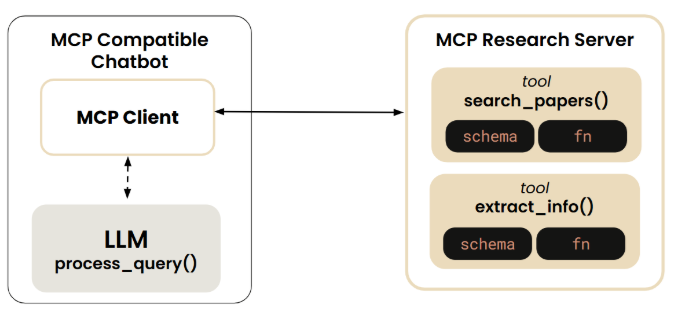 MCP Compatible
Chatbot
MCP Client
LLM
process_query()
MCP Research Server
tool
search_papers()
schema
fn
tool
extract_info()
schema
fn